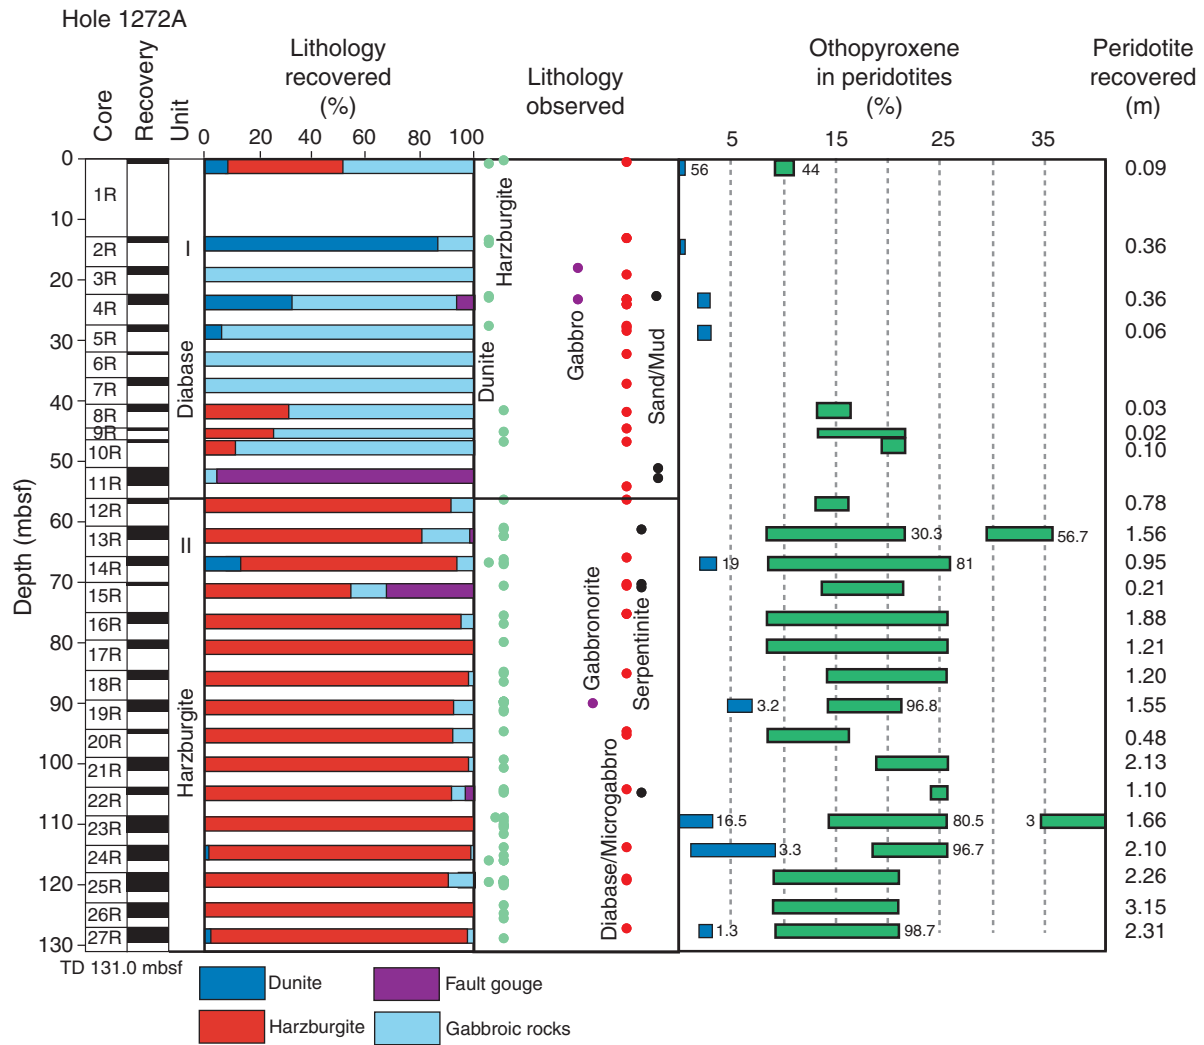 Hole 1272A
Core
Recovery
Unit
Lithology
recovered
(%)
Lithology
observed
Othopyroxene
in peridotites
(%)
Peridotite
recovered
(m)
0 20 40 60 80 100
5 15 25 35
Depth (mbsf)
0
10
20
30
40
50
60
70
80
90
100
110
120
130
1R
2R
3R
4R
5R
6R
7R
8R
9R
10R
11R
12R
13R
14R
15R
16R
17R
18R
19R
20R
21R
22R
23R
24R
25R
26R
27R
I
Diabase
II
Harzburgite
Dunite
Harzburgite
Gabbro
Sand/Mud
Gabbronorite
Serpentinite
Diabase/Microgabbro
56 44
30.3 56.7
19 81
3.2 96.8
16.5 80.5 3
3.3 96.7
1.3 98.7
0.09
0.36
0.36
0.06
0.03
0.02
0.10
0.78
1.56
0.95
0.21
1.88
1.21
1.20
1.55
0.48
2.13
1.10
1.66
2.10
2.26
3.15
2.31
TD 131.0 mbsf
Dunite
Fault gouge
Harzburgite
Gabbroic rocks